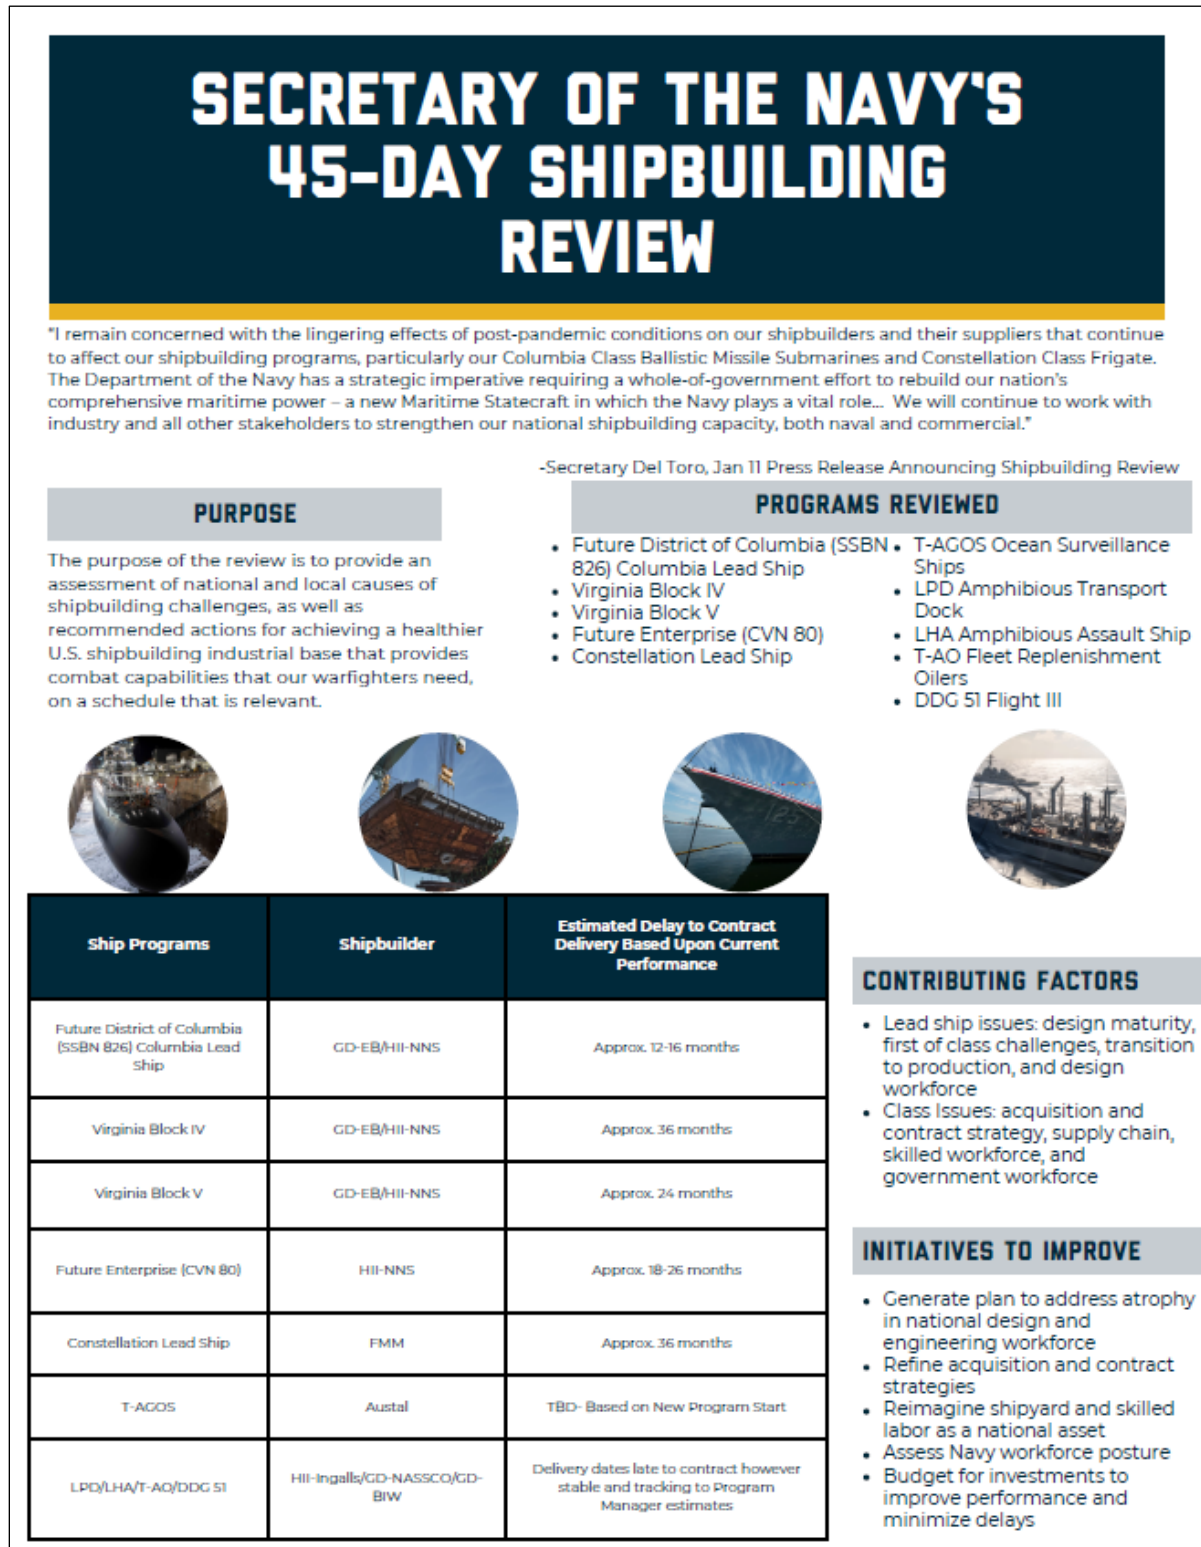 SECRETARY OF THE NAVY'S
45-DAY SHIPBUILDING
REVIEW
"I remain concerned with the lingering effects of post-pandemic conditions on our shipbuilders and their suppliers that continue
to affect our shipbuilding programs, particularly our Columbia Class Ballistic Missile Submarines and Constellation Class Frigate.
The Department of the Navy has a strategic imperative requiring a whole-of-government effort to rebuild our nation's
comprehensive maritime power – a new Maritime Statecraft in which the Navy plays a vital role... We will continue to work with
industry and all other stakeholders to strengthen our national shipbuilding capacity, both naval and commercial."
-Secretary Del Toro, Jan 11 Press Release Announcing Shipbuilding Review
PURPOSE
The purpose of the review is to provide an
assessment of national and local causes of
shipbuilding challenges, as well as
recommended actions for achieving a healthier
U.S. shipbuilding industrial base that provides
combat capabilities that our warfighters need,
on a schedule that is relevant.
PROGRAMS REVIEWED
• Future District of Columbia (SSBN
826) Columbia Lead Ship
• Virginia Block IV
• Virginia Block V
• Future Enterprise (CVN 80)
• Constellation Lead Ship
• T-AGOS Ocean Surveillance
Ships
• LPD Amphibious Transport
Dock
• LHA Amphibious Assault Ship
• T-AO Fleet Replenishment
Oilers
• DDG 51 Flight III
125
Ship Programs
Shipbuilder
Estimated Delay to Contract
Delivery Based Upon Current
Performance
Future District of Columbia
(SSBN 826) Columbia Lead
Ship
GD-EB/HII-NNS
Approx. 12-16 months
Virginia Block IV
GD-EB/HII-NNS
Approx. 36 months
Virginia Block V
GD-EB/HII-NNS
Approx. 24 months
Future Enterprise (CVN 80)
HII-NNS
Approx. 18-26 months
Constellation Lead Ship
FMM
Approx. 36 months
T-AGOS
Austal
TBD- Based on New Program Start
LPD/LHA/T-AO/DDG 51
HII-Ingalls/GD-NASSCO/GD-
BIW
Delivery dates late to contract however
stable and tracking to Program
Manager estimates
CONTRIBUTING FACTORS
• Lead ship issues: design maturity,
first of class challenges, transition
to production, and design
workforce
• Class Issues: acquisition and
contract strategy, supply chain,
skilled workforce, and
government workforce
INITIATIVES TO IMPROVE
• Generate plan to address atrophy
in national design and
engineering workforce
• Refine acquisition and contract
strategies
• Reimagine shipyard and skilled
labor as a national asset
• Assess Navy workforce posture
• Budget for investments to
improve performance and
minimize delays